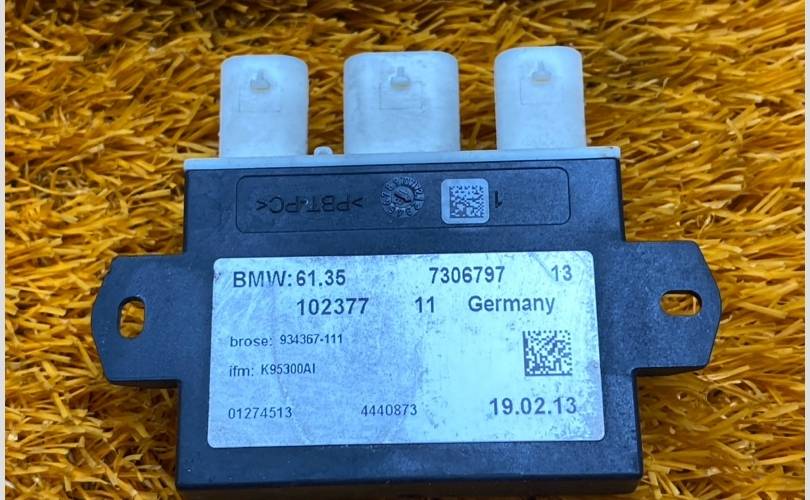 >PBT-PC< 1
BMW: 61.35 7306797 13
102377 11 Germany
brose: 934367-111
ifm: K95300AI
01274513 4440873 19.02.13